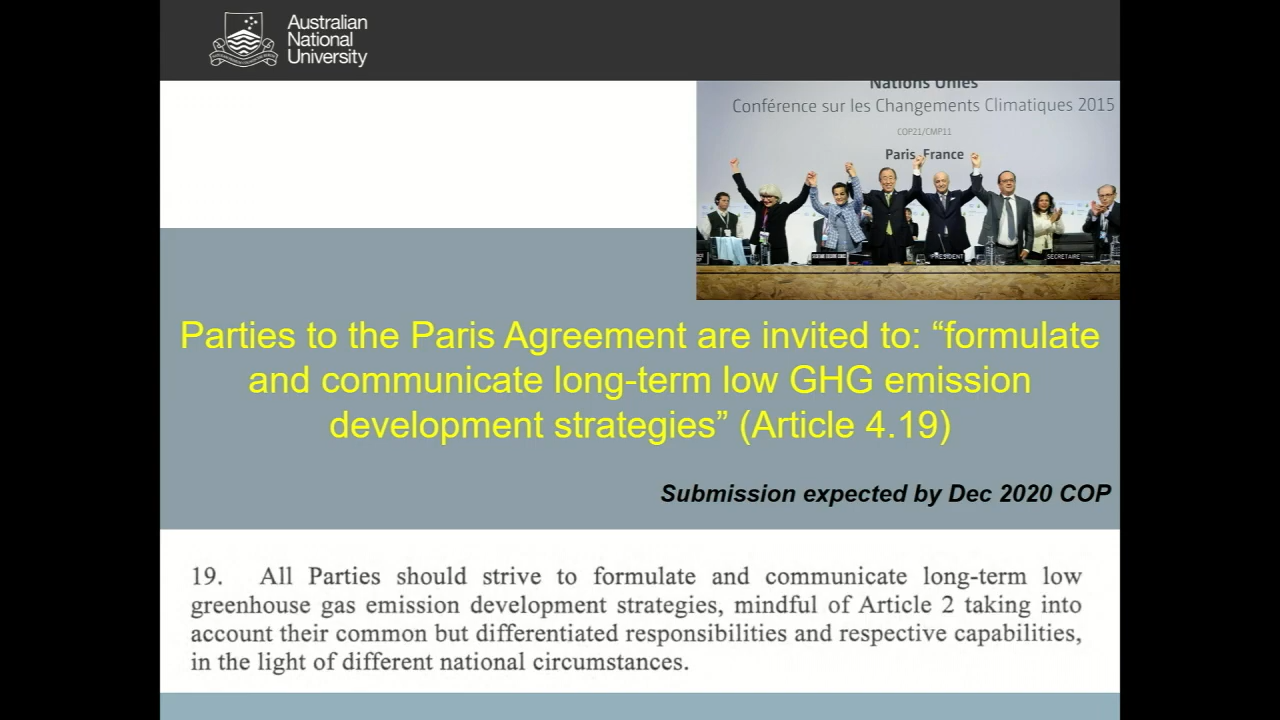 Australian
National
University
Nations Unies
Conférence sur les Changements Climatiques 2015
COP21/CMP11
Paris, France
PRESIDENT
SECRETAIRE
Parties to the Paris Agreement are invited to: “formulate
and communicate long-term low GHG emission
development strategies” (Article 4.19)
Submission expected by Dec 2020 COP
19. All Parties should strive to formulate and communicate long-term low
greenhouse gas emission development strategies, mindful of Article 2 taking into
account their common but differentiated responsibilities and respective capabilities,
in the light of different national circumstances.